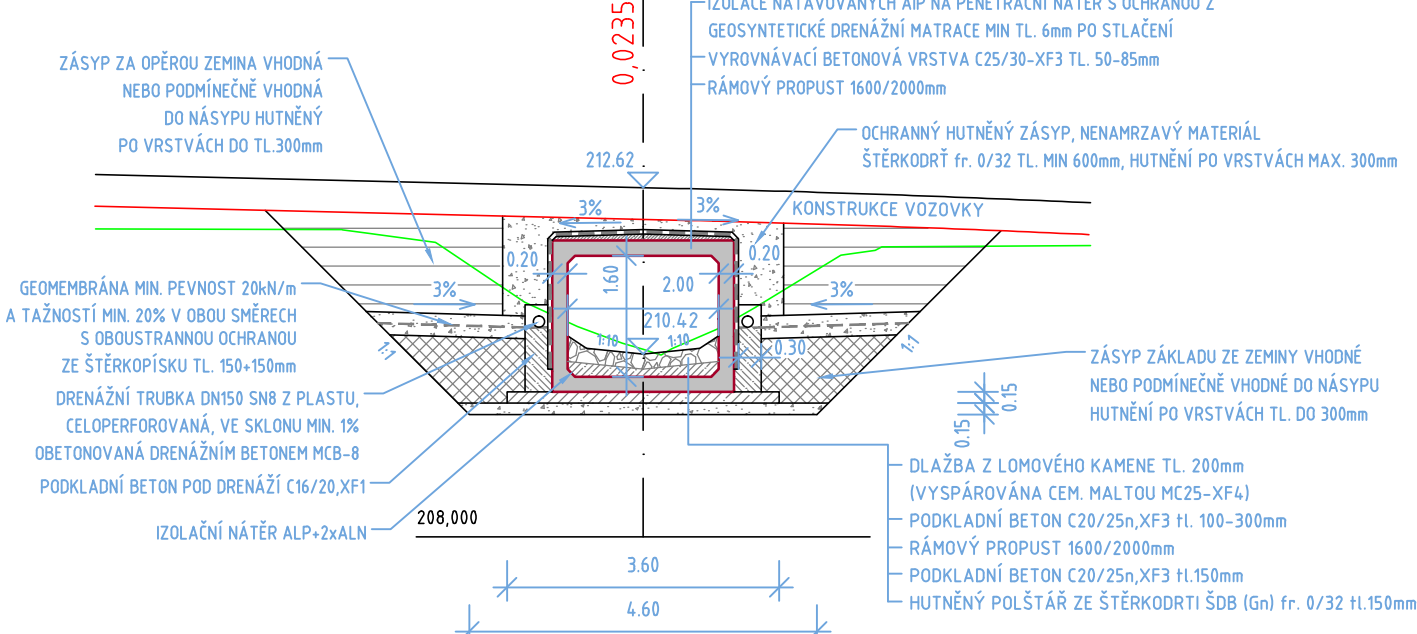 IZOLACE NATAVOVANÝCH AIP NA PENETRAČNÍ NÁTĚR S OCHRANOU Z
GEOSYNTETICKÉ DRENÁŽNÍ MATRACE MIN TL. 6mm PO STLAČENÍ
VYROVNÁVACÍ BETONOVÁ VRSTVA C25/30-XF3 TL. 50-85mm
RÁMOVÝ PROPUST 1600/2000mm
0,0235
ZÁSYP ZA OPĚROU ZEMINA VHODNÁ
NEBO PODMÍNEČNĚ VHODNÁ
DO NÁSYPU HUTNĚNÝ
PO VRSTVÁCH DO TL.300mm
OCHRANNÝ HUTNĚNÝ ZÁSYP, NENAMRZAVÝ MATERIÁL
ŠTĚRKODRŤ fr. 0/32 TL. MIN 600mm, HUTNĚNÍ PO VRSTVÁCH MAX. 300mm
212.62
3%
3%
KONSTRUKCE VOZOVKY
0.20
1.60
2.00
0.20
3%
3%
210.42
1:10
1:10
0.30
1:1
1:1
GEOMEMBRÁNA MIN. PEVNOST 20kN/m
A TAŽNOSTÍ MIN. 20% V OBOU SMĚRECH
S OBOUSTRANNOU OCHRANOU
ZE ŠTĚRKOPÍSKU TL. 150+150mm
DRENÁŽNÍ TRUBKA DN150 SN8 Z PLASTU,
CELOPERFOROVANÁ, VE SKLONU MIN. 1%
OBETONOVANÁ DRENÁŽNÍM BETONEM MCB-8
PODKLADNÍ BETON POD DRENÁŽÍ C16/20,XF1
IZOLAČNÍ NÁTĚR ALP+2xALN
ZÁSYP ZÁKLADU ZE ZEMINY VHODNÉ
NEBO PODMÍNEČNĚ VHODNÉ DO NÁSYPU
HUTNĚNÍ PO VRSTVÁCH TL. DO 300mm
0.15
0.15
DLAŽBA Z LOMOVÉHO KAMENE TL. 200mm
(VYSPÁROVÁNA CEM. MALTOU MC25-XF4)
PODKLADNÍ BETON C20/25n,XF3 tl. 100-300mm
RÁMOVÝ PROPUST 1600/2000mm
PODKLADNÍ BETON C20/25n,XF3 tl.150mm
HUTNĚNÝ POLŠTÁŘ ZE ŠTĚRKODRTI ŠDB (Gn) fr. 0/32 tl.150mm
208,000
3.60
4.60